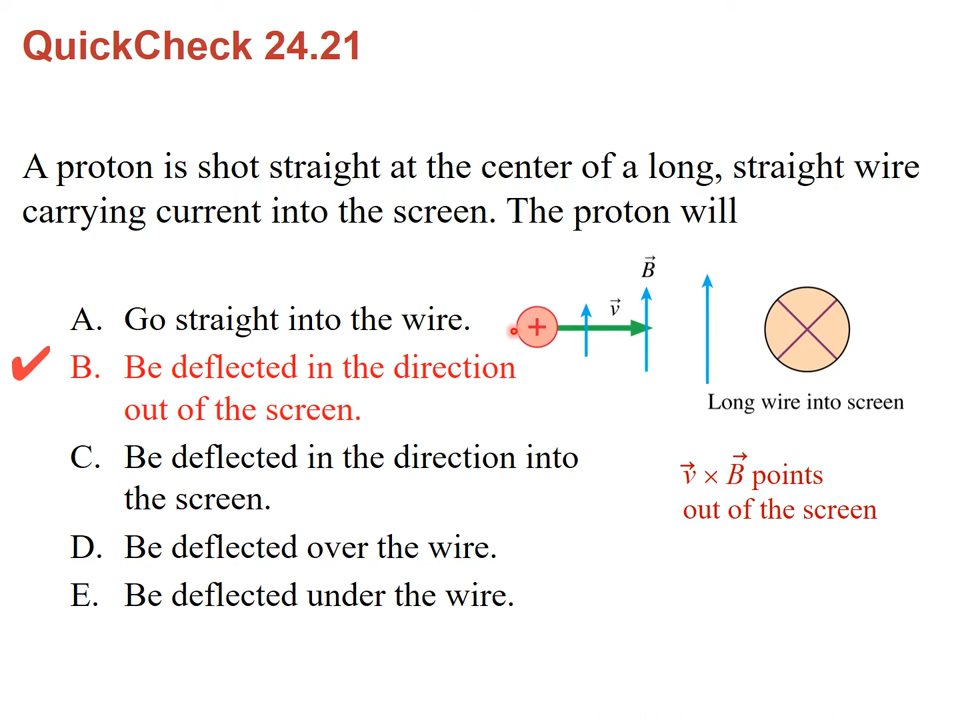 QuickCheck 24.21
A proton is shot straight at the center of a long, straight wire
carrying current into the screen. The proton will
B⃗
v⃗
+
A. Go straight into the wire.
✔ B. Be deflected in the direction
out of the screen.
Long wire into screen
C. Be deflected in the direction into
the screen.
v⃗ × B⃗ points
out of the screen
D. Be deflected over the wire.
E. Be deflected under the wire.